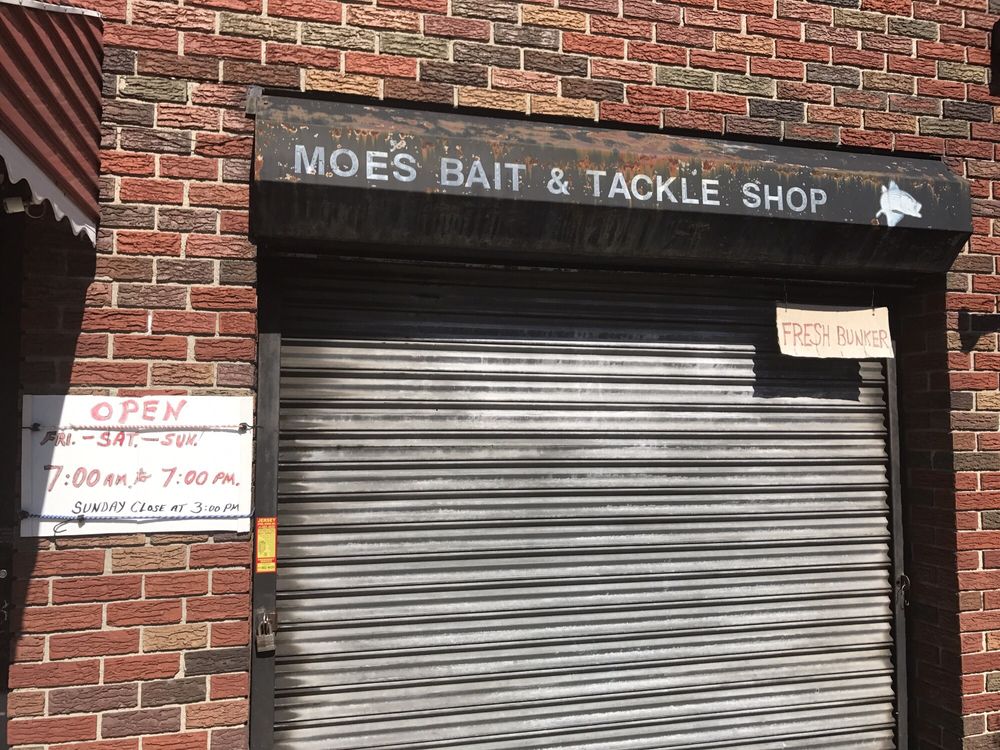 MOES BAIT & TACKLE SHOP
FRESH BUNKER
OPEN
FRI. - SAT. - SUN.
7:00 AM. to 7:00 PM.
SUNDAY CLOSE AT 3:00 PM
JERSEY